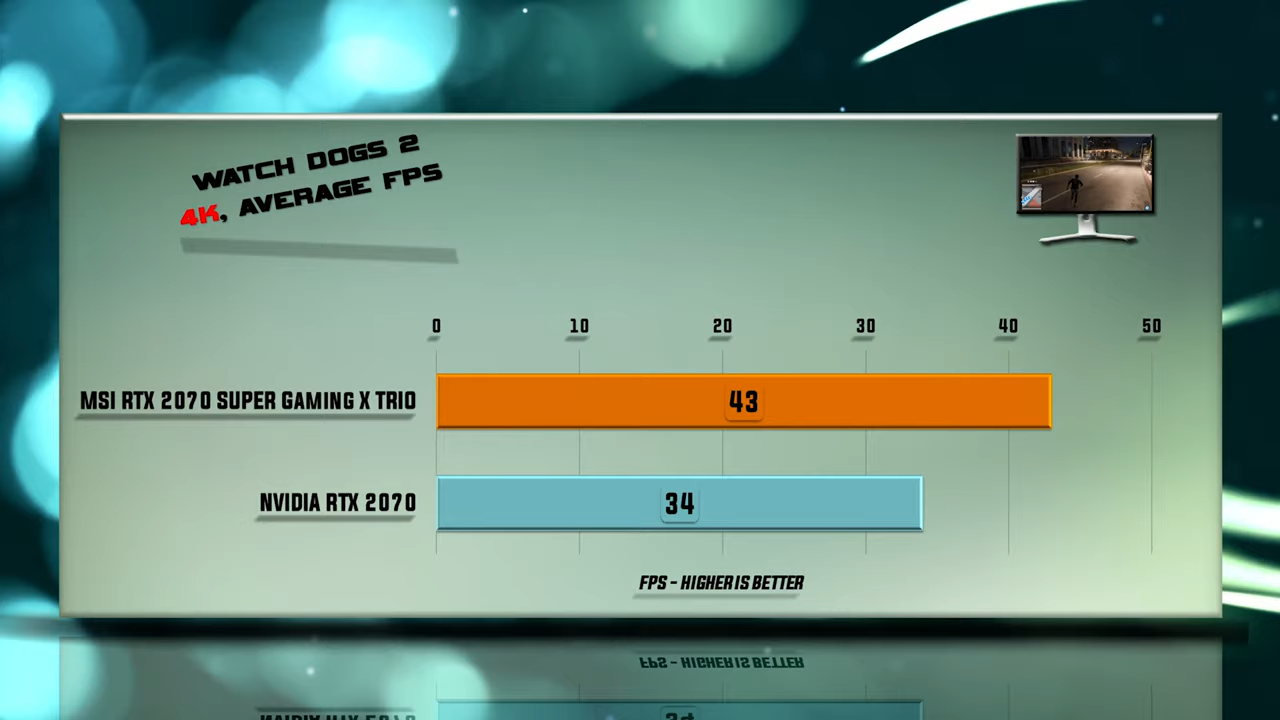 WATCH DOGS 2
4K, AVERAGE FPS
0 10 20 30 40 50
MSI RTX 2070 SUPER GAMING X TRIO 43
NVIDIA RTX 2070 34
FPS - HIGHER IS BETTER